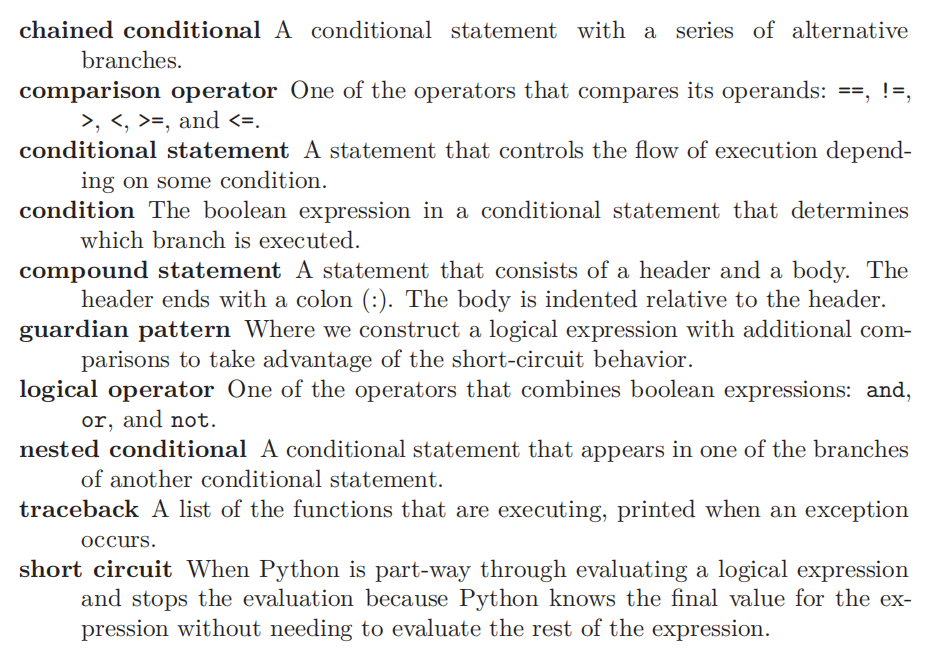 chained conditional A conditional statement with a series of alternative
branches.
comparison operator One of the operators that compares its operands: ==, !=,
>, <, >=, and <=.
conditional statement A statement that controls the flow of execution depend-
ing on some condition.
condition The boolean expression in a conditional statement that determines
which branch is executed.
compound statement A statement that consists of a header and a body. The
header ends with a colon (:). The body is indented relative to the header.
guardian pattern Where we construct a logical expression with additional com-
parisons to take advantage of the short-circuit behavior.
logical operator One of the operators that combines boolean expressions: and,
or, and not.
nested conditional A conditional statement that appears in one of the branches
of another conditional statement.
traceback A list of the functions that are executing, printed when an exception
occurs.
short circuit When Python is part-way through evaluating a logical expression
and stops the evaluation because Python knows the final value for the ex-
pression without needing to evaluate the rest of the expression.